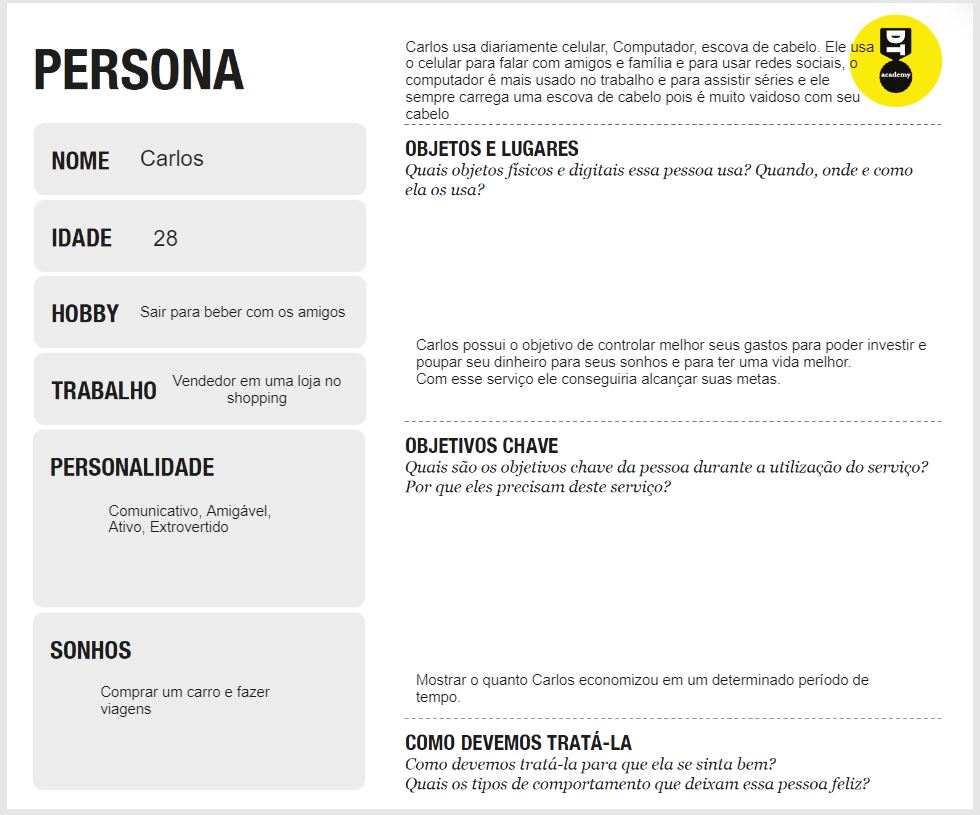 PERSONA
NOME Carlos
IDADE 28
HOBBY Sair para beber com os amigos
TRABALHO Vendedor em uma loja no
shopping
PERSONALIDADE
Comunicativo, Amigável,
Ativo, Extrovertido
SONHOS
Comprar um carro e fazer
viagens
Carlos usa diariamente celular, Computador, escova de cabelo. Ele usa
o celular para falar com amigos e família e para usar redes sociais, o
computador é mais usado no trabalho e para assistir séries e ele
sempre carrega uma escova de cabelo pois é muito vaidoso com seu
cabelo
DT
academy
OBJETOS E LUGARES
Quais objetos físicos e digitais essa pessoa usa? Quando, onde e como
ela os usa?
Carlos possui o objetivo de controlar melhor seus gastos para poder investir e
poupar seu dinheiro para seus sonhos e para ter uma vida melhor.
Com esse serviço ele conseguiria alcançar suas metas.
OBJETIVOS CHAVE
Quais são os objetivos chave da pessoa durante a utilização do serviço?
Por que eles precisam deste serviço?
Mostrar o quanto Carlos economizou em um determinado período de
tempo.
COMO DEVEMOS TRATÁ-LA
Como devemos tratá-la para que ela se sinta bem?
Quais os tipos de comportamento que deixam essa pessoa feliz?